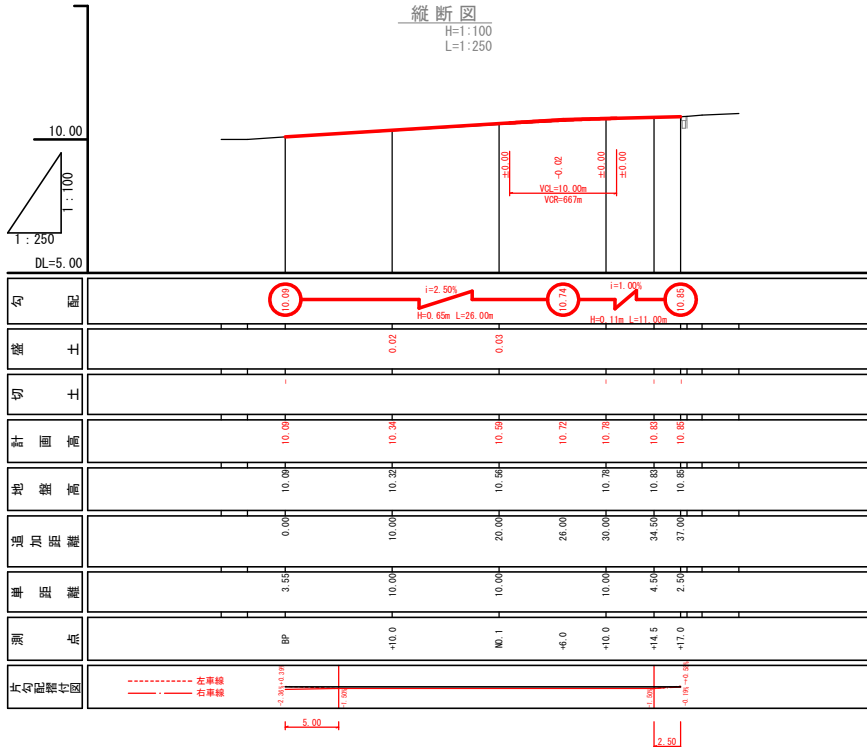 縦断図
H=1:100
L=1:250
10.00
1:100
1:250
DL=5.00
±0.00 -0.02 ±0.00 ±0.00
VCL=10.00m
VCR=667m
勾配 10.09 i=2.50% H=0.65m L=26.00m 10.74 i=1.00% H=0.11m L=11.00m 10.85
盛土 0.02 0.03
切土 - - - -
計画高 10.09 10.34 10.59 10.72 10.78 10.83 10.85
地盤高 10.09 10.32 10.56 10.78 10.83 10.85
追加距離 0.00 10.00 20.00 26.00 30.00 34.50 37.00
単距離 3.55 10.00 10.00 10.00 4.50 2.50
測点 BP +10.0 NO.1 +6.0 +10.0 +14.5 +17.0
片勾配摺付図
左車線
右車線
-1.50% -1.50%
5.00 2.50